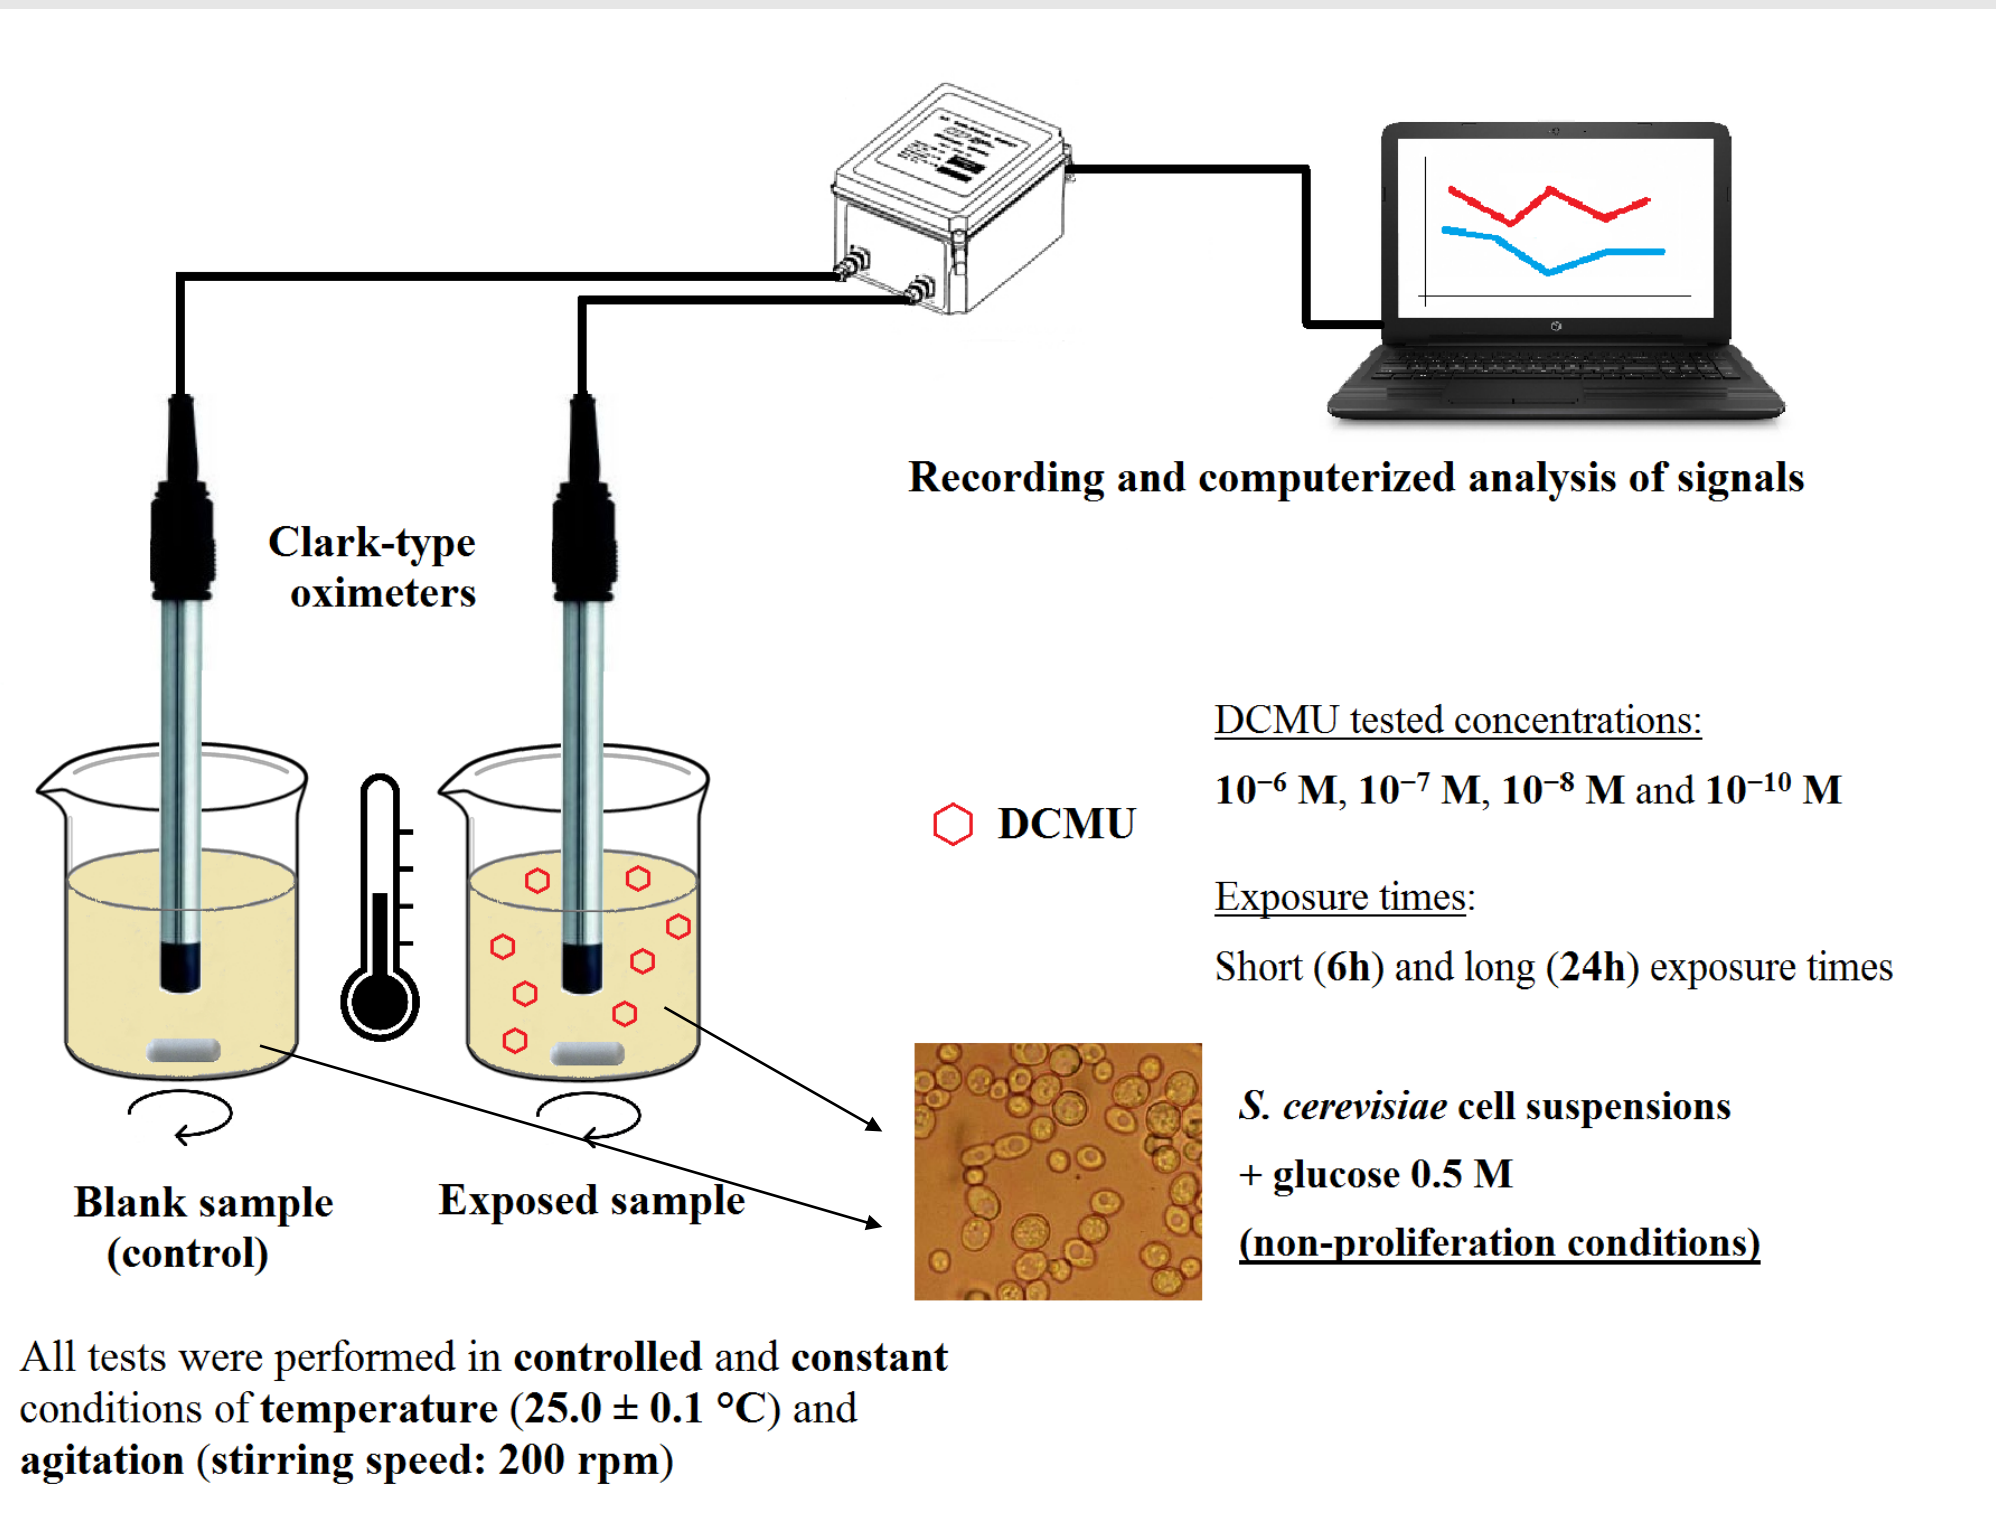 Recording and computerized analysis of signals
Clark-type
oximeters
DCMU tested concentrations:
10⁻⁶ M, 10⁻⁷ M, 10⁻⁸ M and 10⁻¹⁰ M
DCMU
Exposure times:
Short (6h) and long (24h) exposure times
S. cerevisiae cell suspensions
+ glucose 0.5 M
(non-proliferation conditions)
Blank sample
(control)
Exposed sample
All tests were performed in controlled and constant
conditions of temperature (25.0 ± 0.1 °C) and
agitation (stirring speed: 200 rpm)